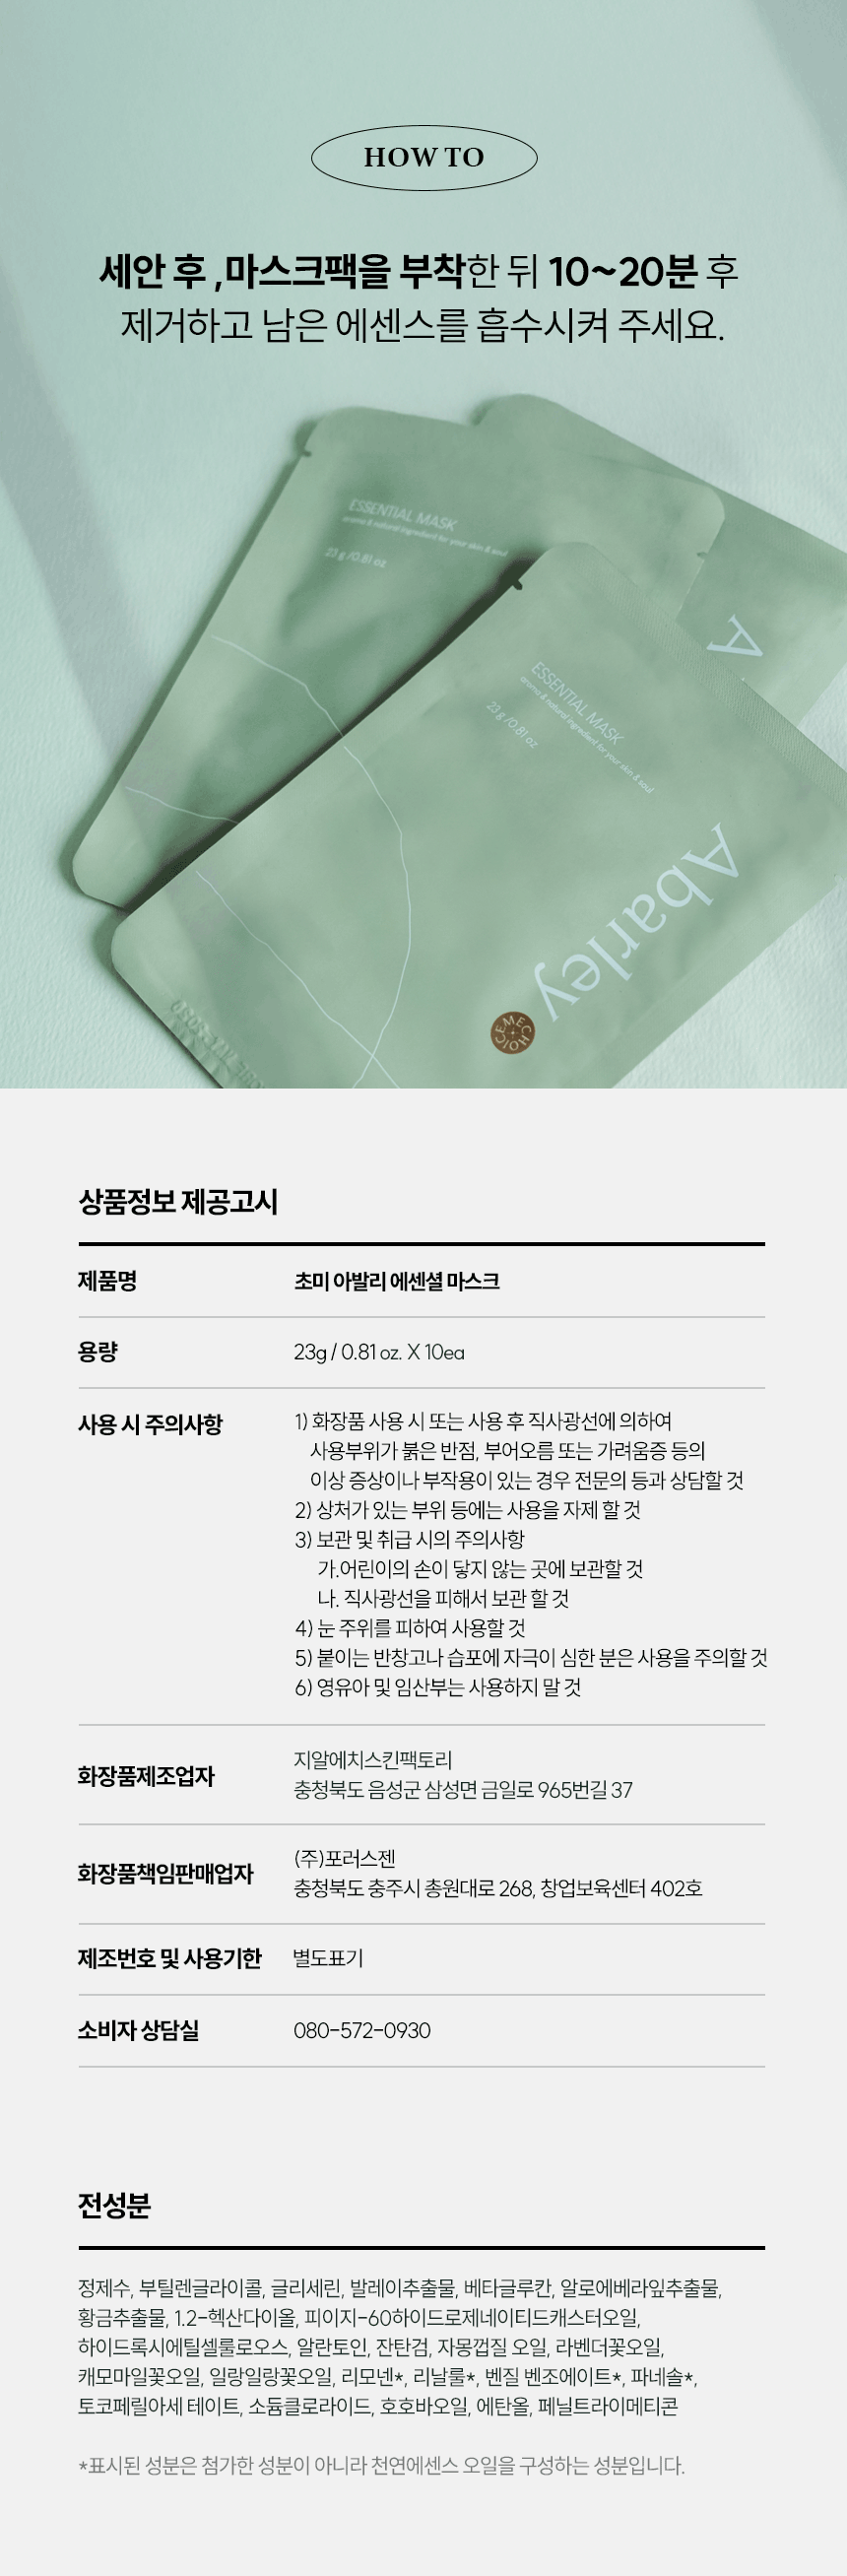 HOW TO
세안 후 ,마스크팩을 부착한 뒤 10~20분 후
제거하고 남은 에센스를 흡수시켜 주세요.
ESSENTIAL MASK
aroma & natural ingredient for your skin & soul
23 g /0.81 oz
A
ESSENTIAL MASK
aroma & natural ingredient for your skin & soul
23 g /0.81 oz
Abarley
CHOICEME
상품정보 제공고시
제품명
초미 아발리 에센셜 마스크
용량
23g / 0.81 oz. X 10ea
사용 시 주의사항
1) 화장품 사용 시 또는 사용 후 직사광선에 의하여
사용부위가 붉은 반점, 부어오름 또는 가려움증 등의
이상 증상이나 부작용이 있는 경우 전문의 등과 상담할 것
2) 상처가 있는 부위 등에는 사용을 자제 할 것
3) 보관 및 취급 시의 주의사항
가.어린이의 손이 닿지 않는 곳에 보관할 것
나. 직사광선을 피해서 보관 할 것
4) 눈 주위를 피하여 사용할 것
5) 붙이는 반창고나 습포에 자극이 심한 분은 사용을 주의할 것
6) 영유아 및 임산부는 사용하지 말 것
화장품제조업자
지알에치스킨팩토리
충청북도 음성군 삼성면 금일로 965번길 37
화장품책임판매업자
(주)포러스젠
충청북도 충주시 총원대로 268, 창업보육센터 402호
제조번호 및 사용기한
별도표기
소비자 상담실
080-572-0930
전성분
정제수, 부틸렌글라이콜, 글리세린, 발레이추출물, 베타글루칸, 알로에베라잎추출물,
황금추출물, 1.2-헥산다이올, 피이지-60하이드로제네이티드캐스터오일,
하이드록시에틸셀룰로오스, 알란토인, 잔탄검, 자몽껍질 오일, 라벤더꽃오일,
캐모마일꽃오일, 일랑일랑꽃오일, 리모넨*, 리날룰*, 벤질 벤조에이트*, 파네솔*,
토코페릴아세 테이트, 소듐클로라이드, 호호바오일, 에탄올, 페닐트라이메티콘
*표시된 성분은 첨가한 성분이 아니라 천연에센스 오일을 구성하는 성분입니다.